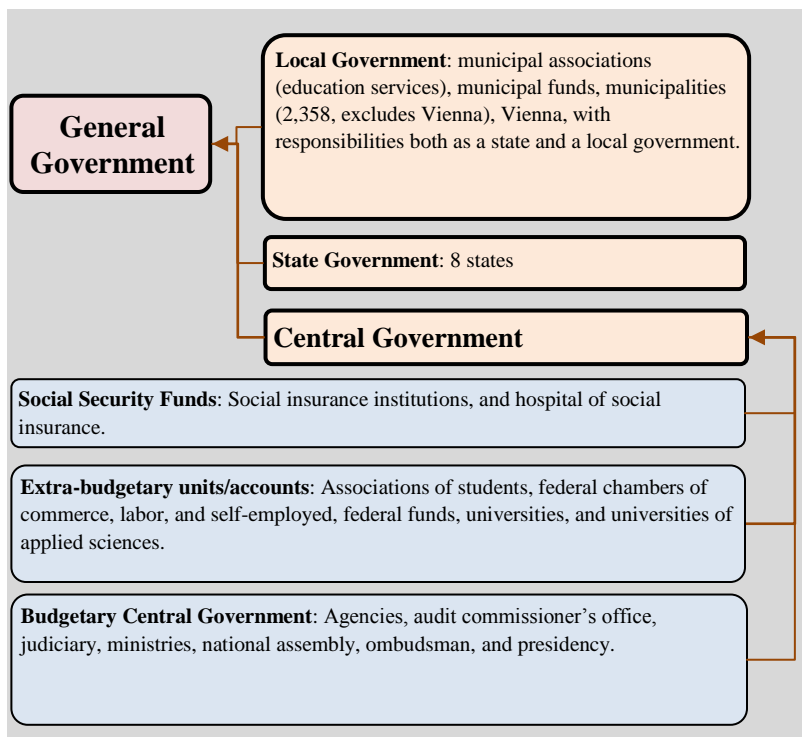 General
Government
Local Government: municipal associations
(education services), municipal funds, municipalities
(2,358, excludes Vienna), Vienna, with
responsibilities both as a state and a local government.
State Government: 8 states
Central Government
Social Security Funds: Social insurance institutions, and hospital of social
insurance.
Extra-budgetary units/accounts: Associations of students, federal chambers of
commerce, labor, and self-employed, federal funds, universities, and universities of
applied sciences.
Budgetary Central Government: Agencies, audit commissioner’s office,
judiciary, ministries, national assembly, ombudsman, and presidency.